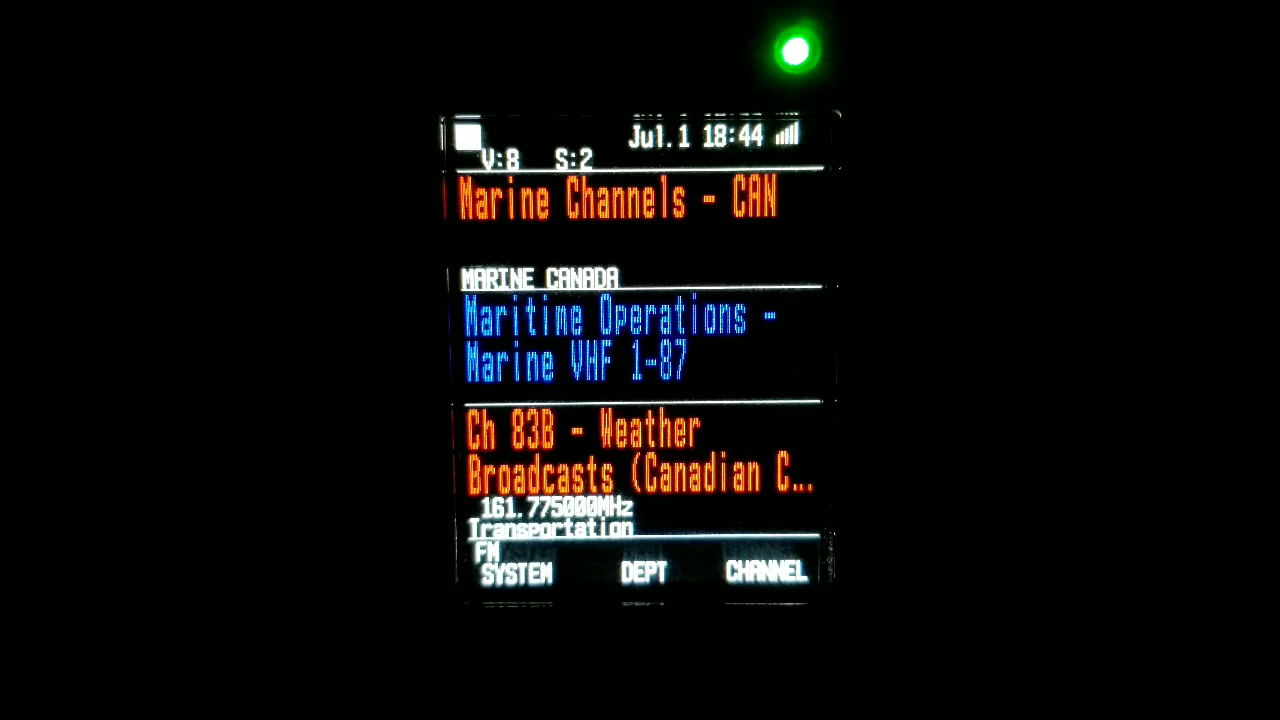 Jul.1 18:44
V:8 S:2
Marine Channels - CAN
MARINE CANADA
Maritime Operations -
Marine VHF 1-87
Ch 83B - Weather
Broadcasts (Canadian C...
161.775000MHz
Transportation
FM
SYSTEM DEPT CHANNEL